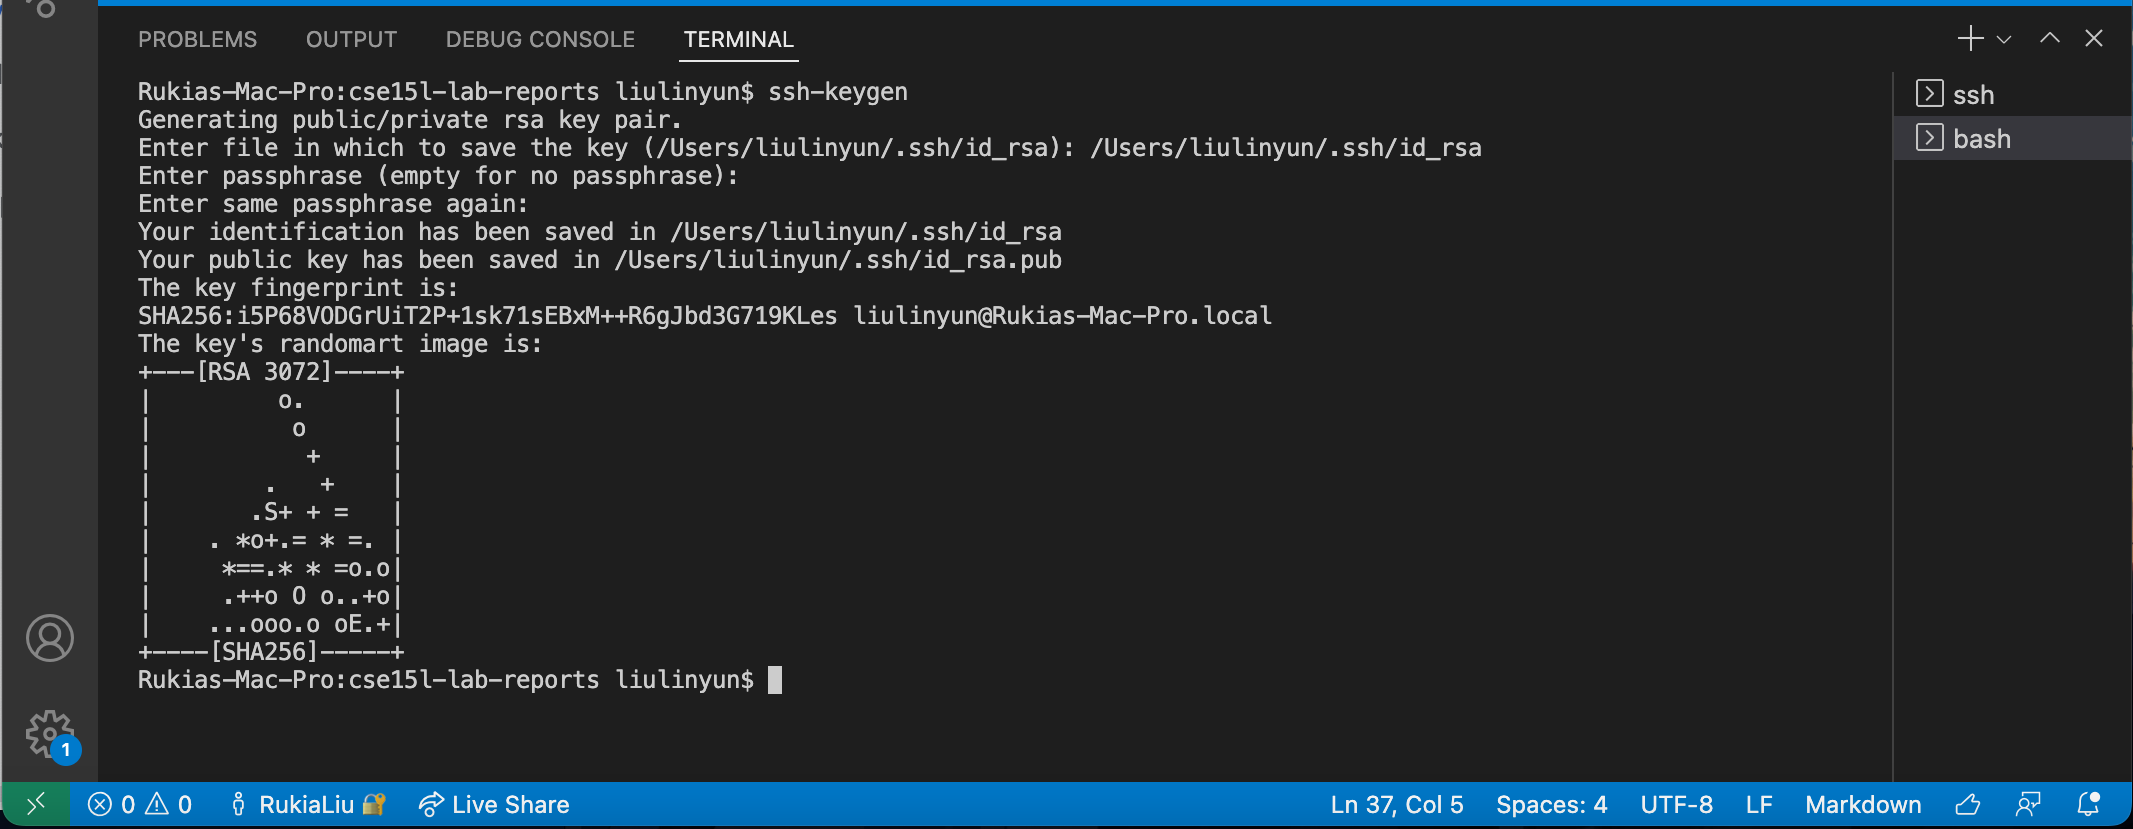 PROBLEMS OUTPUT DEBUG CONSOLE TERMINAL
Rukias-Mac-Pro:cse15l-lab-reports liulinyun$ ssh-keygen
Generating public/private rsa key pair.
Enter file in which to save the key (/Users/liulinyun/.ssh/id_rsa): /Users/liulinyun/.ssh/id_rsa
Enter passphrase (empty for no passphrase):
Enter same passphrase again:
Your identification has been saved in /Users/liulinyun/.ssh/id_rsa
Your public key has been saved in /Users/liulinyun/.ssh/id_rsa.pub
The key fingerprint is:
SHA256:i5P68VODGrUiT2P+1sk71sEBxM++R6gJbd3G719KLes liulinyun@Rukias-Mac-Pro.local
The key's randomart image is:
+---[RSA 3072]----+
|         o.      |
|          o      |
|           +     |
|        .   +    |
|       .S+ + =   |
|    . *o+.= * =. |
|     *==.* * =o.o|
|     .++o O o..+o|
|    ...ooo.o oE.+|
+----[SHA256]-----+
Rukias-Mac-Pro:cse15l-lab-reports liulinyun$
ssh
bash
1
0 0 RukiaLiu Live Share Ln 37, Col 5 Spaces: 4 UTF-8 LF Markdown